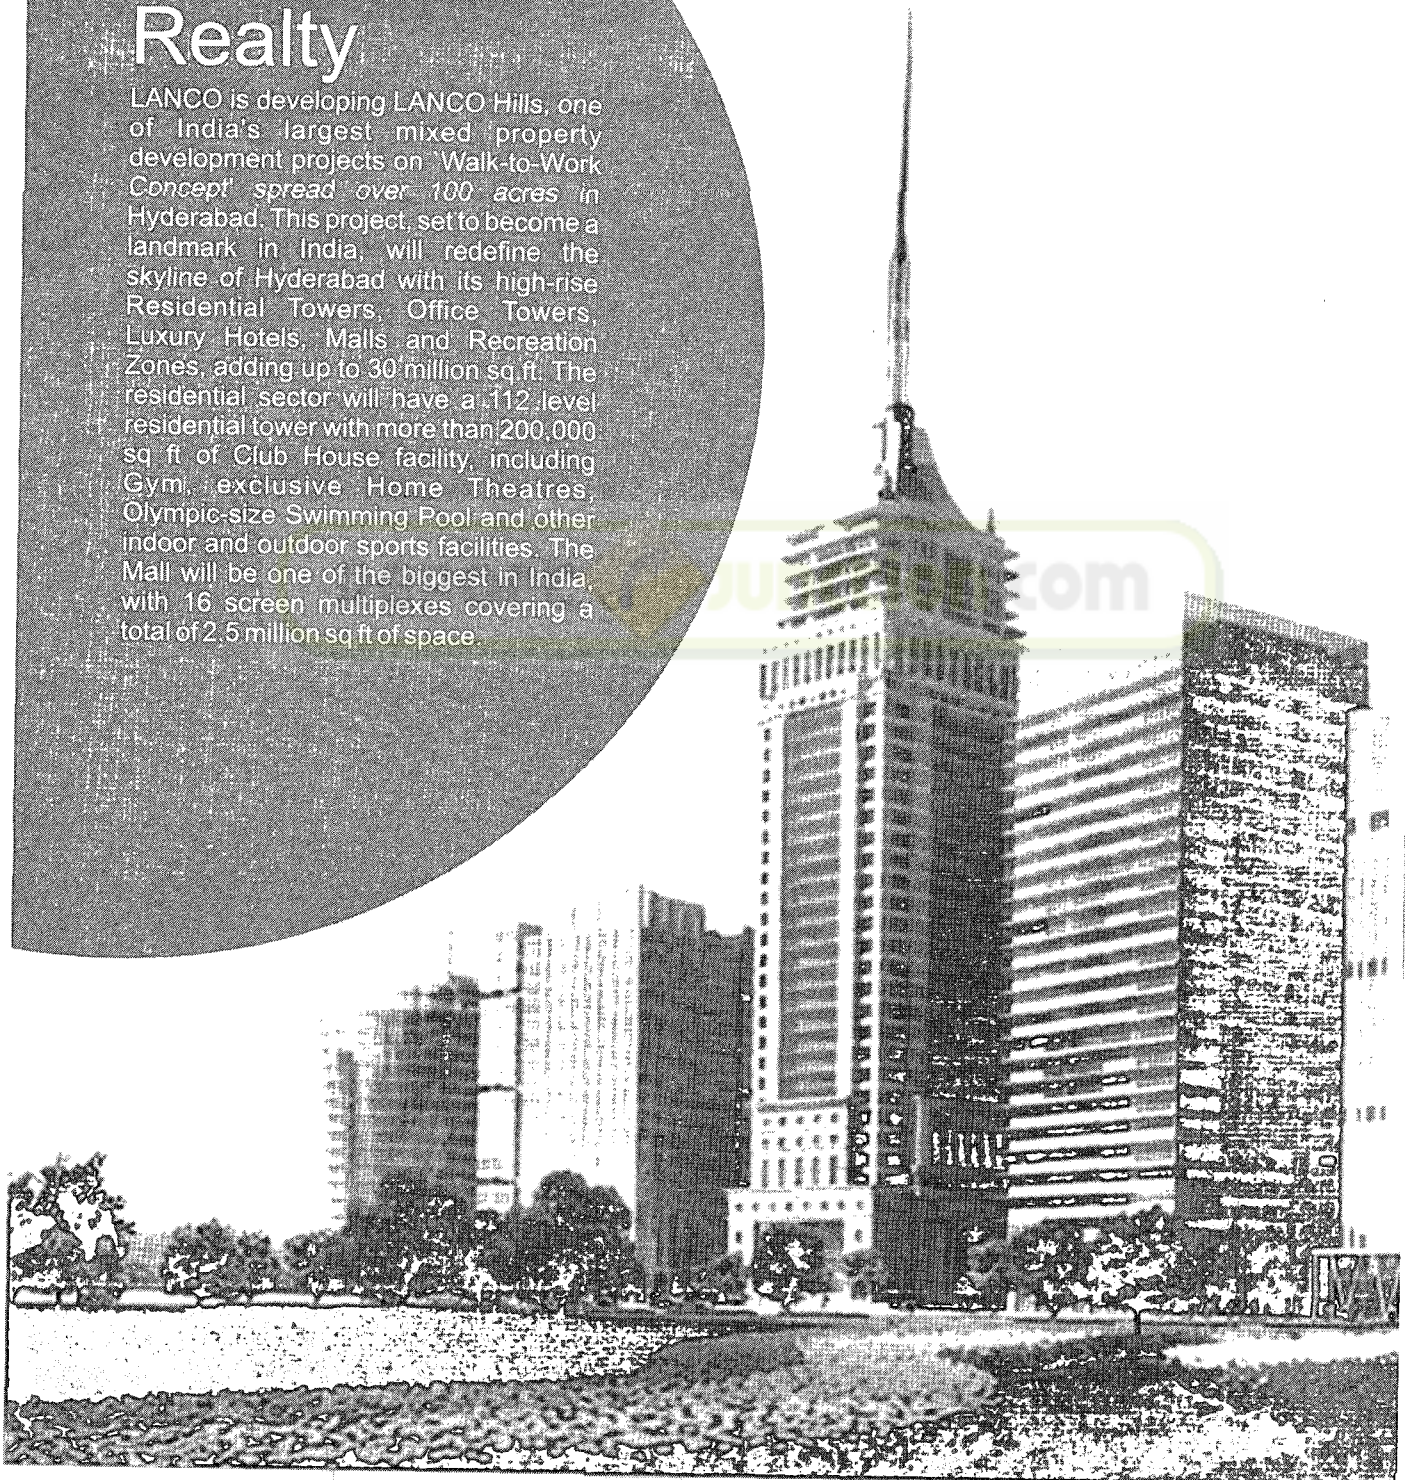 Realty
LANCO is developing LANCO Hills, one
of India's largest mixed property
development projects on `Walk-to-Work
Concept' spread over 100 acres in
Hyderabad. This project, set to become a
landmark in India, will redefine the
skyline of Hyderabad with its high-rise
Residential Towers, Office Towers,
Luxury Hotels, Malls and Recreation
Zones, adding up to 30 million sq.ft. The
residential sector will have a 112 level
residential tower with more than 200,000
sq ft of Club House facility, including
Gym, exclusive Home Theatres,
Olympic-size Swimming Pool and other
indoor and outdoor sports facilities. The
Mall will be one of the biggest in India,
with 16 screen multiplexes covering a
total of 2.5 million sq ft of space.
.com